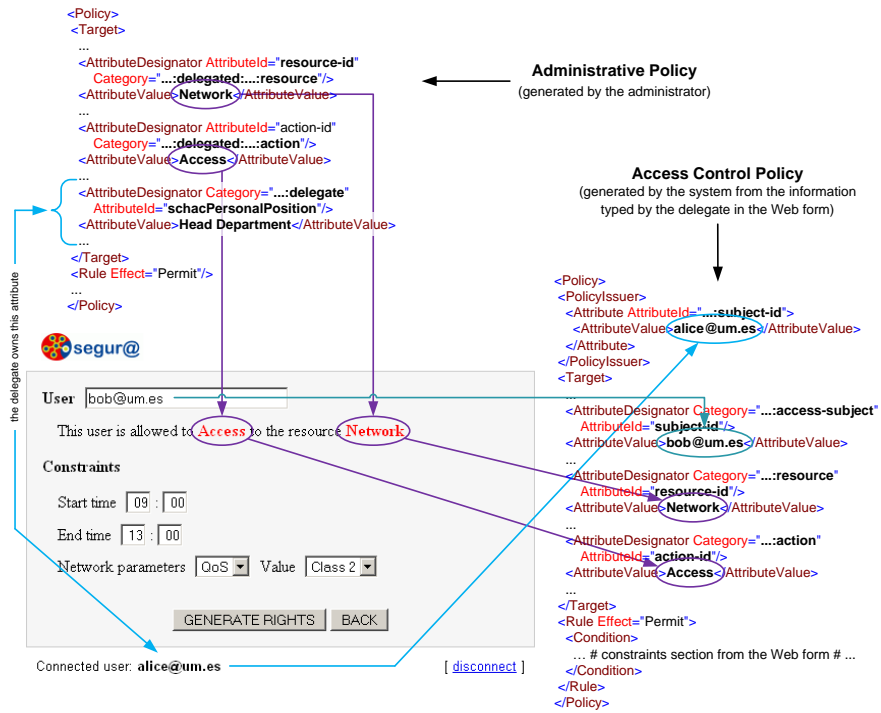 <Policy>
<Target>
...
<AttributeDesignator AttributeId="resource-id"
Category="...:delegated:...:resource"/>
<AttributeValue>Network</AttributeValue>
...
<AttributeDesignator AttributeId="action-id"
Category="...:delegated:...:action"/>
<AttributeValue>Access</AttributeValue>
...
<AttributeDesignator Category="...:delegate"
AttributeId="schacPersonalPosition"/>
<AttributeValue>Head Department</AttributeValue>
...
</Target>
<Rule Effect="Permit"/>
...
</Policy>
Administrative Policy
(generated by the administrator)
Access Control Policy
(generated by the system from the information
typed by the delegate in the Web form)
the delegate owns this attribute
segur@
User bob@um.es
This user is allowed to Access to the resource Network
Constraints
Start time 09 : 00
End time 13 : 00
Network parameters QoS Value Class 2
GENERATE RIGHTS BACK
Connected user: alice@um.es [ disconnect ]
<Policy>
<PolicyIssuer>
<Attribute AttributeId="...:subject-id">
<AttributeValue>alice@um.es</AttributeValue>
</Attribute>
</PolicyIssuer>
<Target>
...
<AttributeDesignator Category="...:access-subject"
AttributeId="subject-id"/>
<AttributeValue>bob@um.es</AttributeValue>
...
<AttributeDesignator Category="...:resource"
AttributeId="resource-id"/>
<AttributeValue>Network</AttributeValue>
...
<AttributeDesignator Category="...:action"
AttributeId="action-id"/>
<AttributeValue>Access</AttributeValue>
...
</Target>
<Rule Effect="Permit">
<Condition>
... # constraints section from the Web form # ...
</Condition>
</Rule>
</Policy>